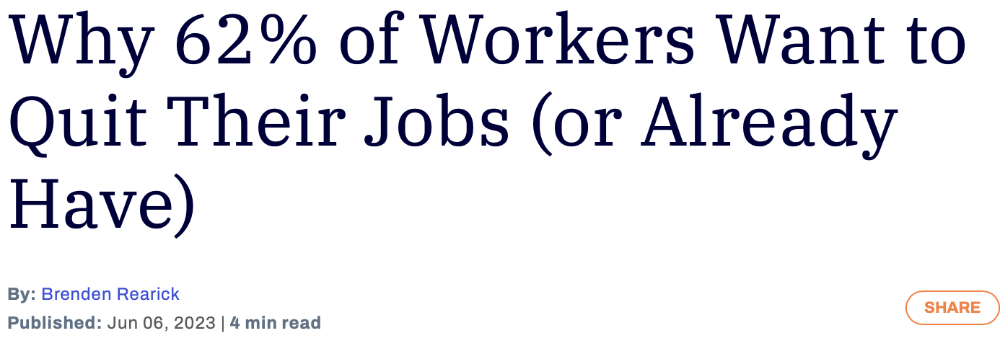 Why 62% of Workers Want to
Quit Their Jobs (or Already
Have)
By: Brenden Rearick
Published: Jun 06, 2023 | 4 min read
SHARE